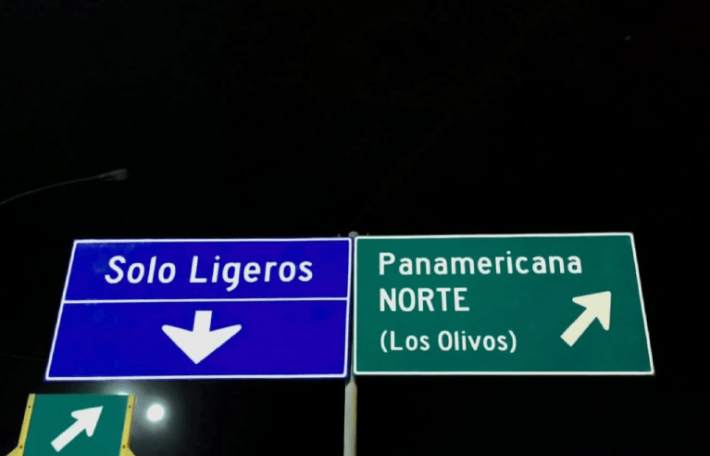 Solo Ligeros
Panamericana
NORTE
(Los Olivos)